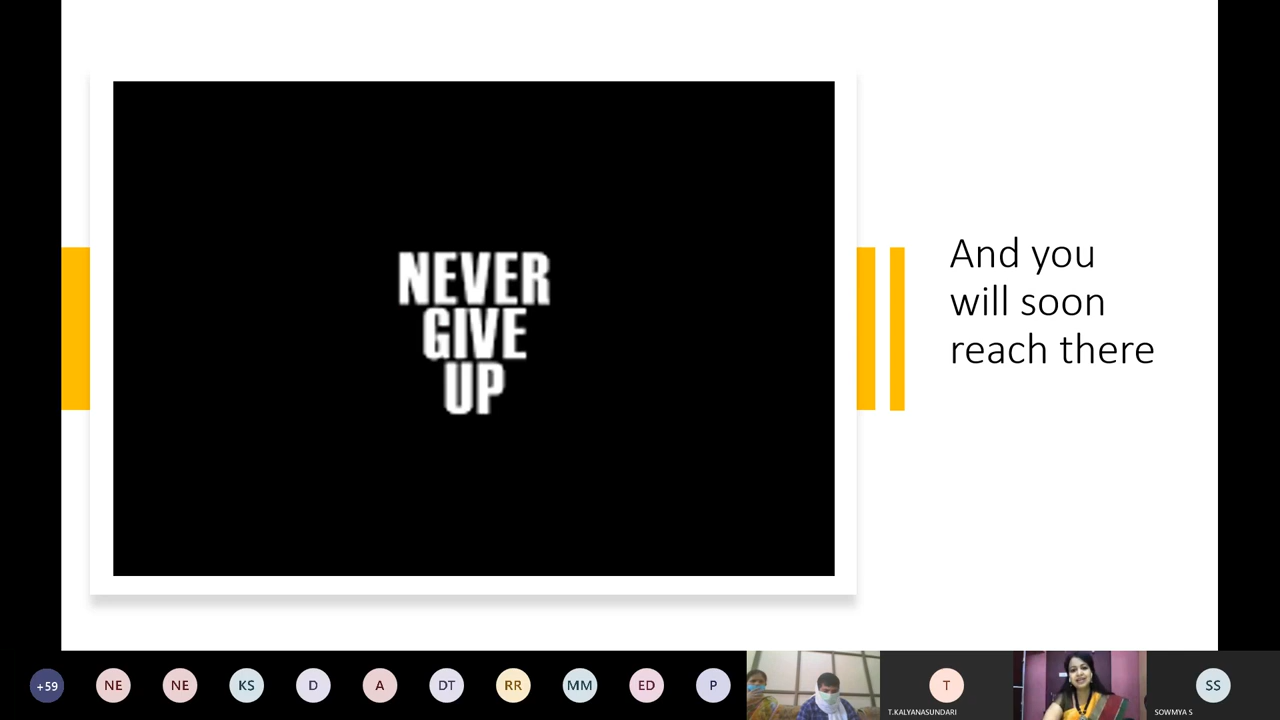 NEVER
GIVE
UP
And you
will soon
reach there
+59
NE
NE
KS
D
A
DT
RR
MM
ED
P
T
T.KALYANASUNDARI
SS
SOWMYA S